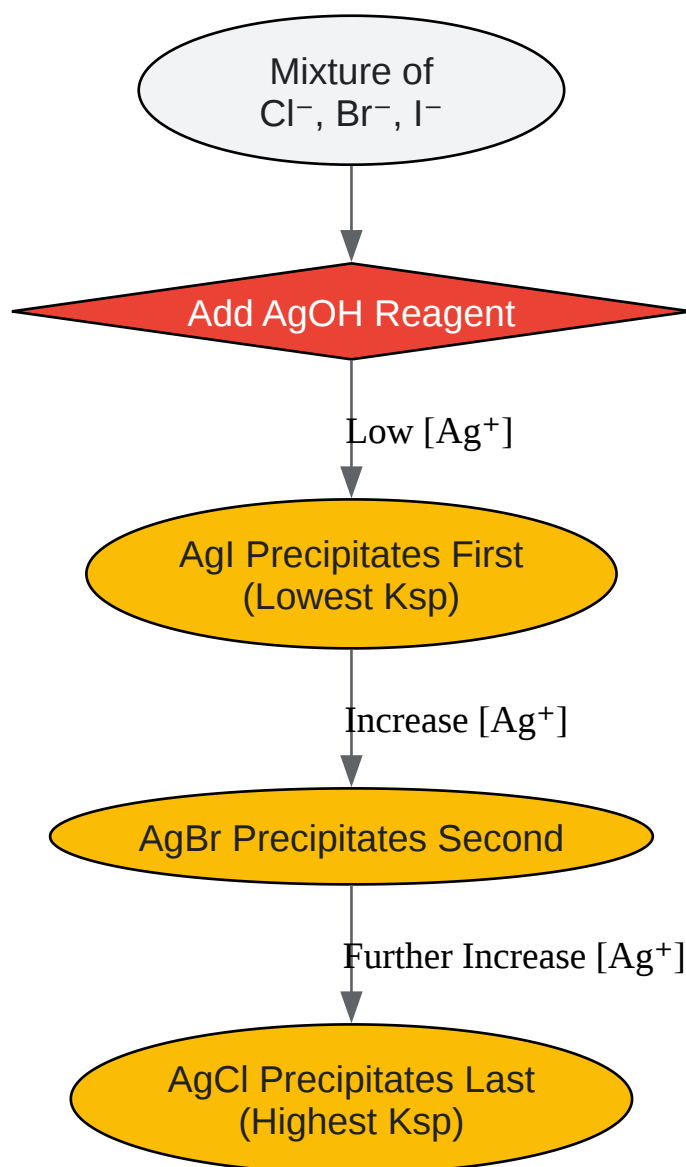 Mixture of
Cl⁻, Br⁻, I⁻
Add AgOH Reagent
Low [Ag⁺]
AgI Precipitates First
(Lowest Ksp)
Increase [Ag⁺]
AgBr Precipitates Second
Further Increase [Ag⁺]
AgCl Precipitates Last
(Highest Ksp)